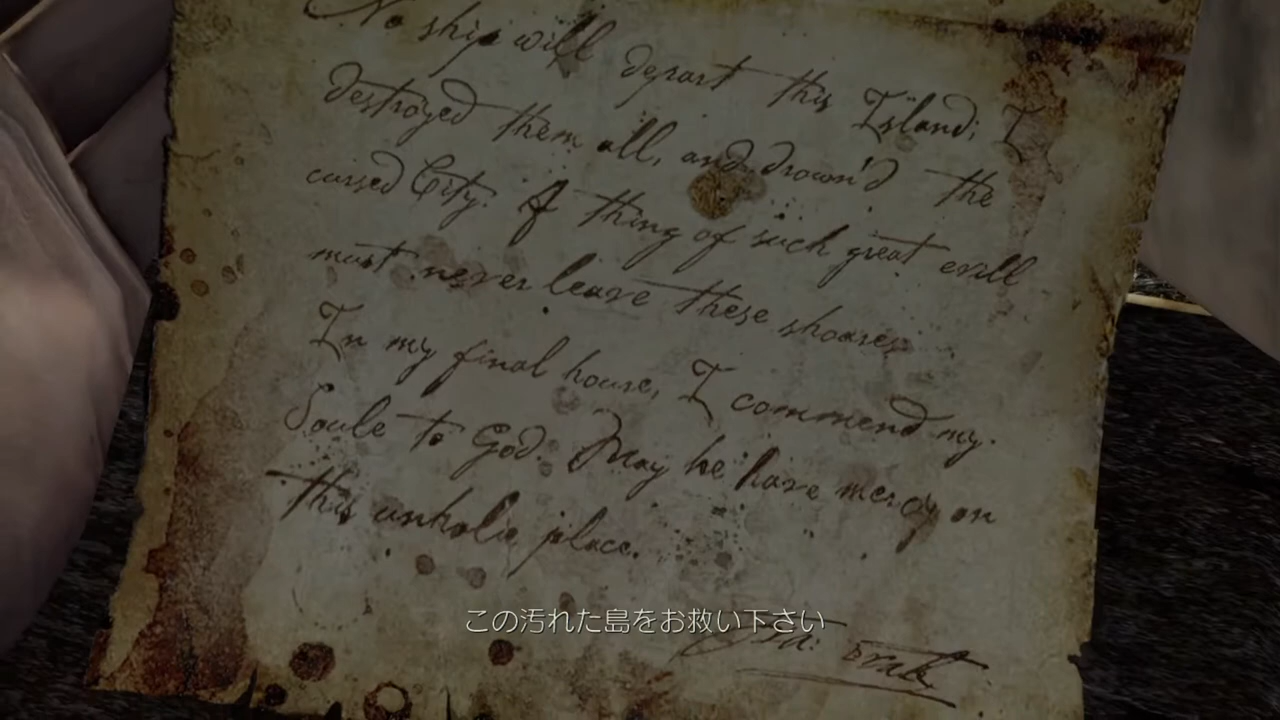 No ship will depart this Island; I
destroyed them all, and drown'd the
cursed City. A thing of such great evill
must never leave these shoares
In my final house, I commend my
Soule to God. May he have mercy on
this unholie place.
この汚れた島をお救い下さい